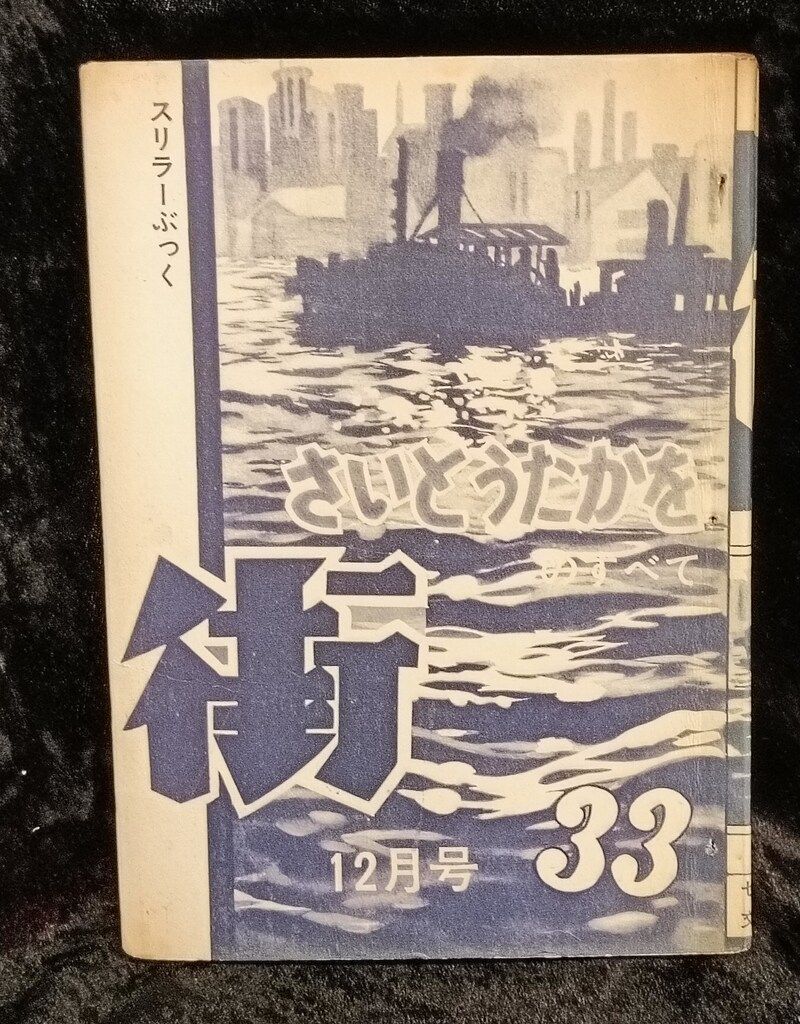 スリラーぶっく
さいとうたかを
のすべて
街
33
12月号